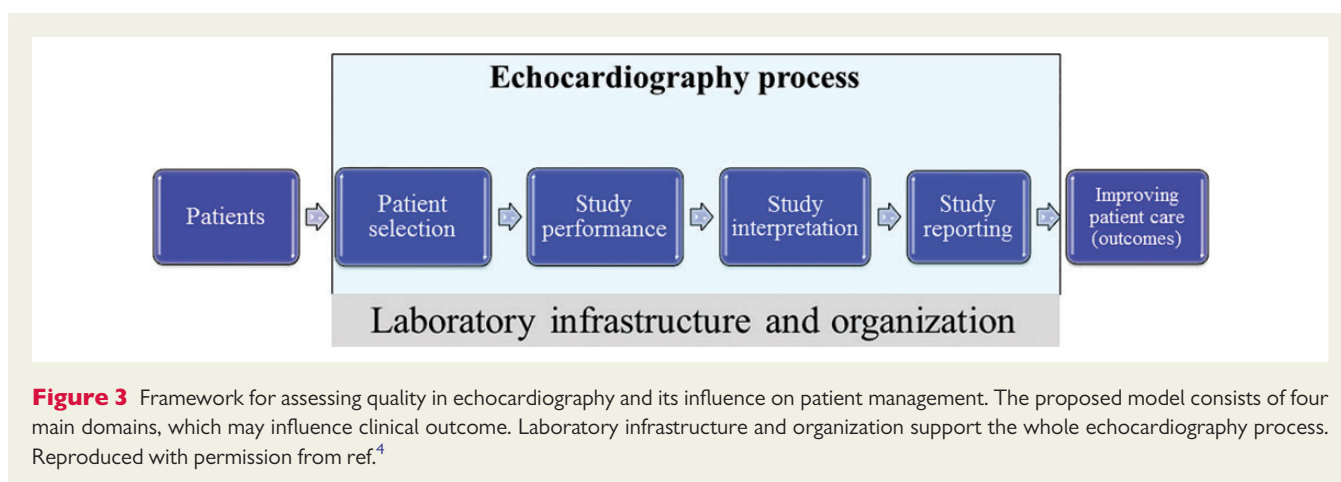 Echocardiography process
Patients
Patient
selection
Study
performance
Study
interpretation
Study
reporting
Improving
patient care
(outcomes)
Laboratory infrastructure and organization
Figure 3 Framework for assessing quality in echocardiography and its influence on patient management. The proposed model consists of four
main domains, which may influence clinical outcome. Laboratory infrastructure and organization support the whole echocardiography process.
Reproduced with permission from ref.4